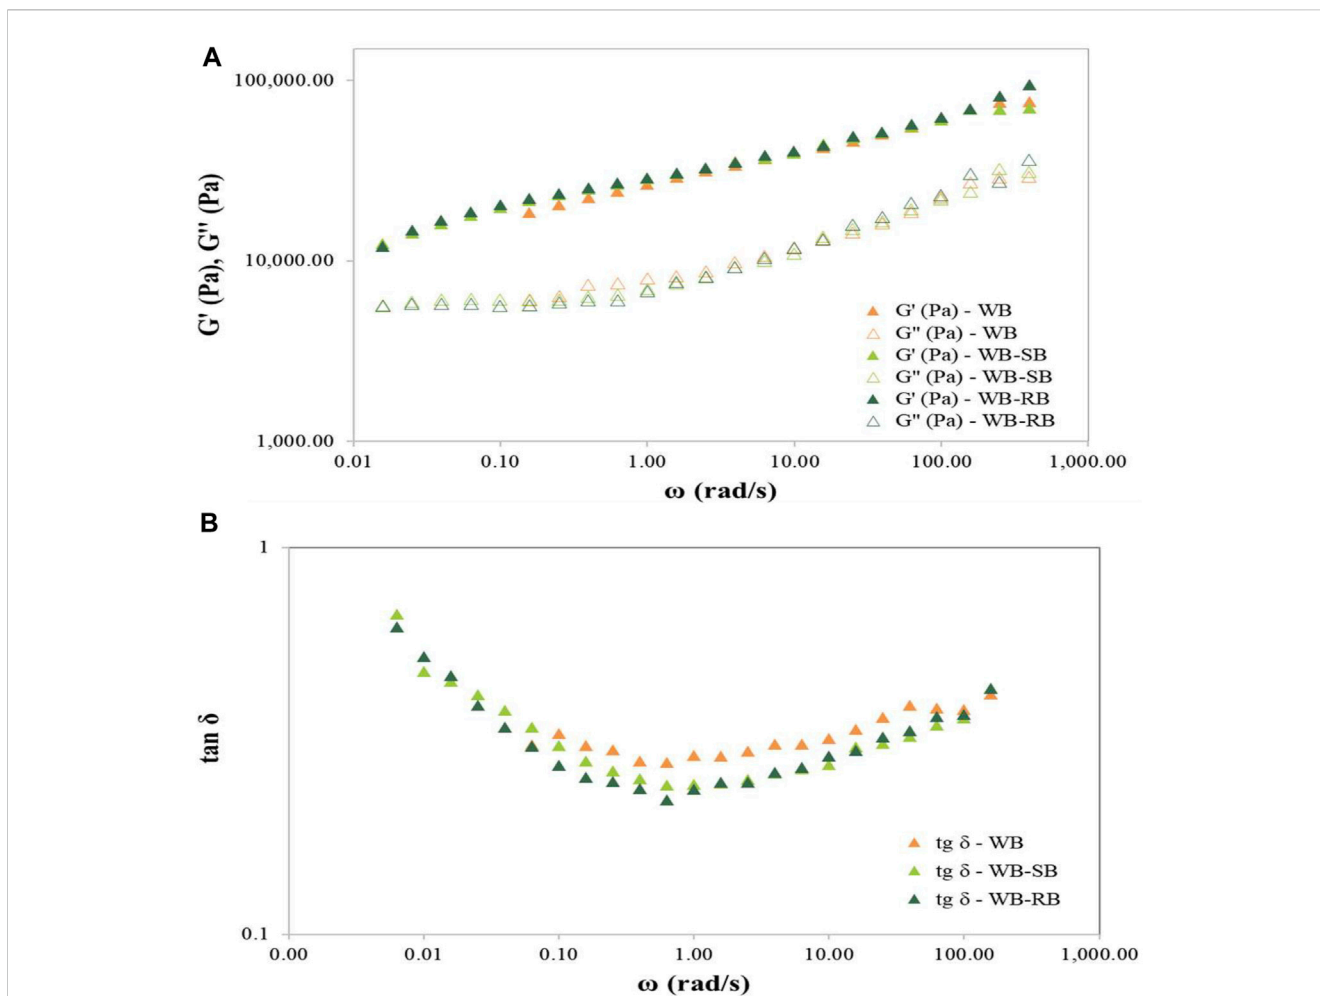 A
100,000.00
10,000.00
1,000.00
G' (Pa), G'' (Pa)
G' (Pa) - WB
G'' (Pa) - WB
G' (Pa) - WB-SB
G'' (Pa) - WB-SB
G' (Pa) - WB-RB
G'' (Pa) - WB-RB
0.01 0.10 1.00 10.00 100.00 1,000.00
ω (rad/s)
B
1
0.1
tan δ
tg δ - WB
tg δ - WB-SB
tg δ - WB-RB
0.00 0.01 0.10 1.00 10.00 100.00 1,000.00
ω (rad/s)